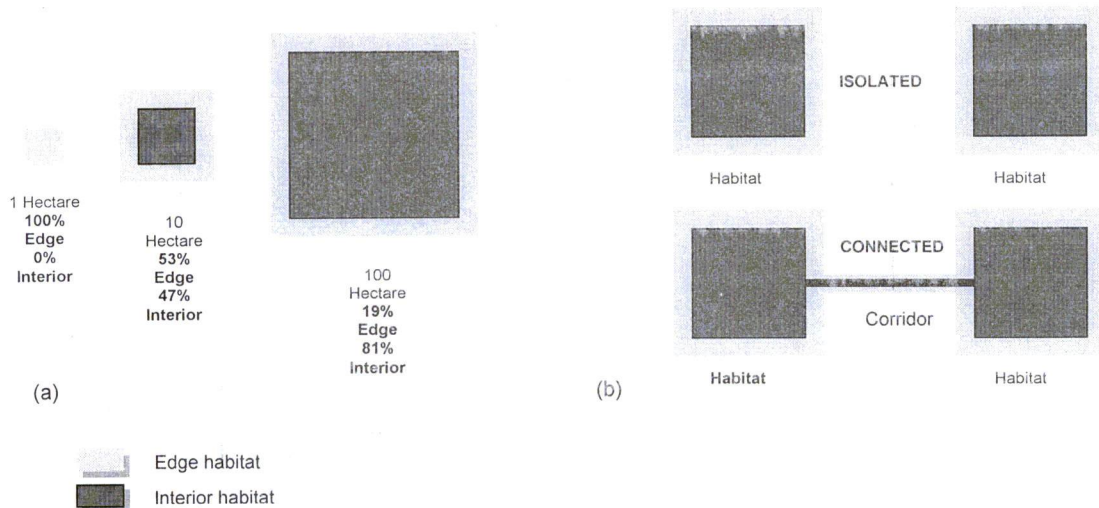 1 Hectare
100%
Edge
0%
Interior
10
Hectare
53%
Edge
47%
Interior
100
Hectare
19%
Edge
81%
Interior
(a)
ISOLATED
Habitat
Habitat
CONNECTED
Corridor
Habitat
Habitat
(b)
Edge habitat
Interior habitat